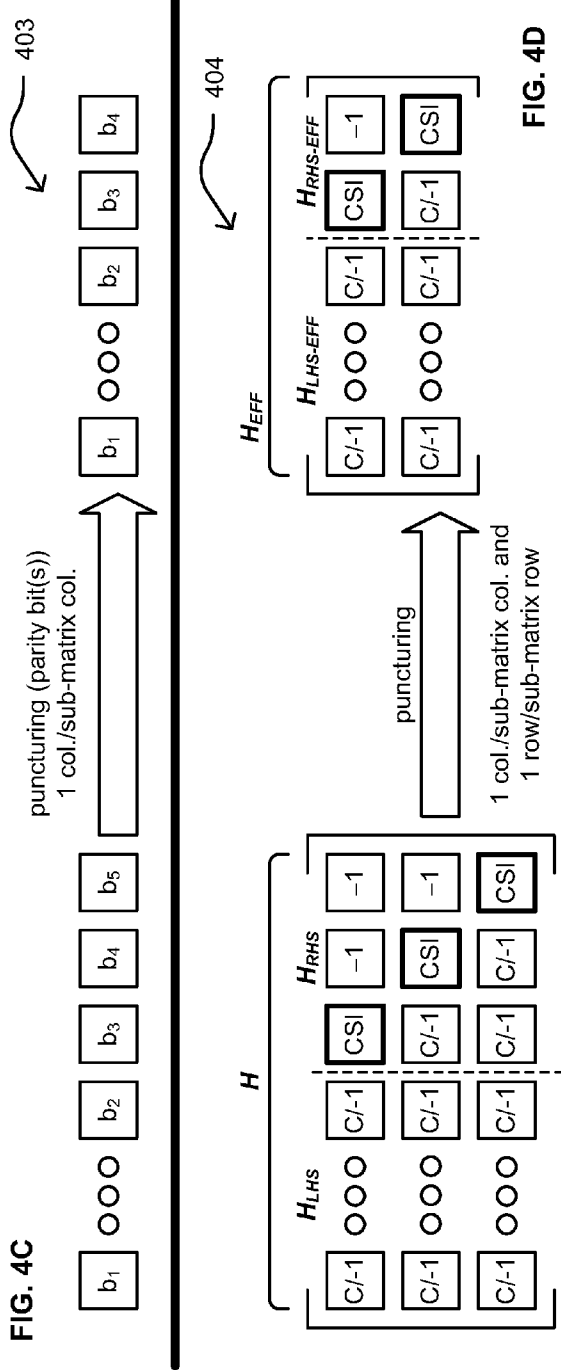 FIG. 4C
403
b1 b2 b3 b4 b5
puncturing (parity bit(s))
1 col./sub-matrix col.
b1 b2 b3 b4
404
H
HLHS HRHS
C/-1 C/-1 CSI –1 –1
C/-1 C/-1 C/-1 CSI –1
C/-1 C/-1 C/-1 C/-1 CSI
puncturing
1 col./sub-matrix col. and
1 row/sub-matrix row
HEFF
HLHS-EFF HRHS-EFF
C/-1 C/-1 CSI –1
C/-1 C/-1 C/-1 CSI
FIG. 4D